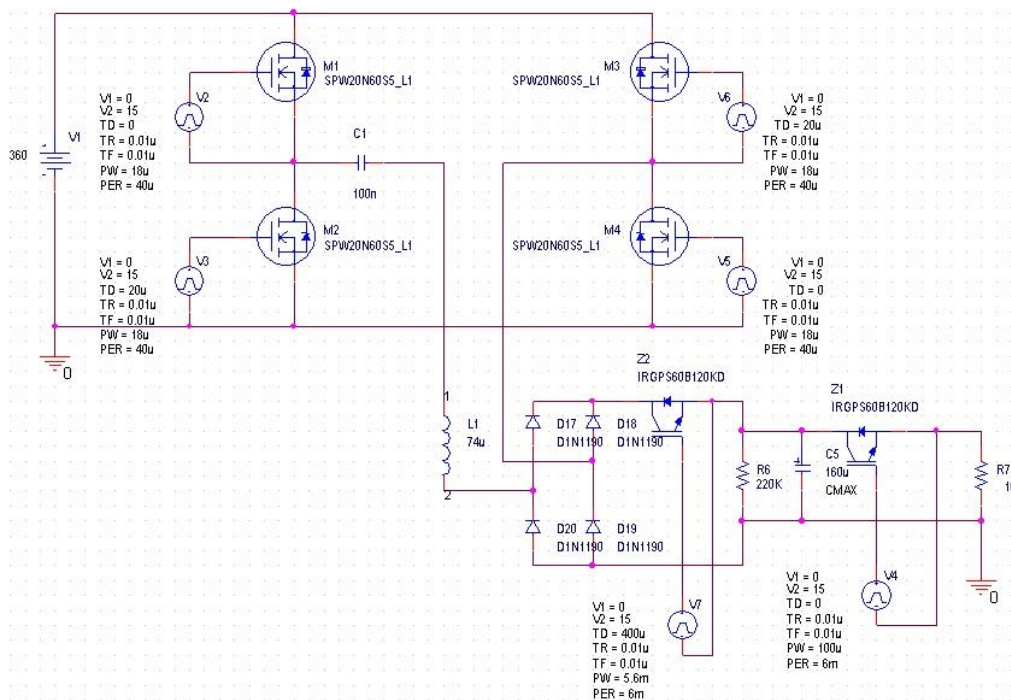 M1
SPW20N60S5_L1
M3
SPW20N60S5_L1
V2
V1 = 0
V2 = 15
TD = 0
TR = 0.01u
TF = 0.01u
PW = 18u
PER = 40u
V6
V1 = 0
V2 = 15
TD = 20u
TR = 0.01u
TF = 0.01u
PW = 18u
PER = 40u
V1
360
C1
100n
M2
SPW20N60S5_L1
M4
SPW20N60S5_L1
V3
V1 = 0
V2 = 15
TD = 20u
TR = 0.01u
TF = 0.01u
PW = 18u
PER = 40u
V5
V1 = 0
V2 = 15
TD = 0
TR = 0.01u
TF = 0.01u
PW = 18u
PER = 40u
0
Z2
IRGPS60B120KD
Z1
IRGPS60B120KD
1
L1
74u
2
D17
D1N1190
D18
D1N1190
R6
220K
C5
160u
CMAX
R7
D20
D1N1190
D19
D1N1190
V7
V1 = 0
V2 = 15
TD = 400u
TR = 0.01u
TF = 0.01u
PW = 5.6m
PER = 6m
V4
V1 = 0
V2 = 15
TD = 0
TR = 0.01u
TF = 0.01u
PW = 100u
PER = 6m
0